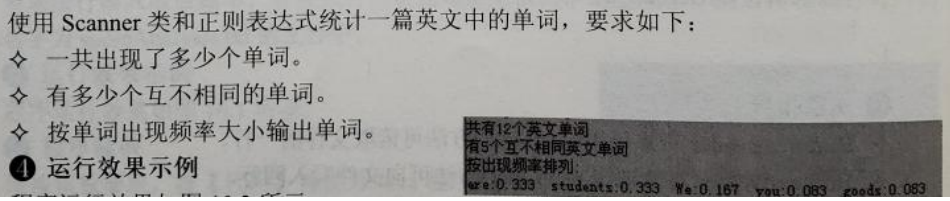 使用 Scanner 类和正则表达式统计一篇英文中的单词，要求如下：
✧ 一共出现了多少个单词。
✧ 有多少个互不相同的单词。
✧ 按单词出现频率大小输出单词。
❹ 运行效果示例
共有12个英文单词
有5个互不相同英文单词
按出现频率排列:
are:0.333 students:0.333 We:0.167 you:0.083 goods:0.083